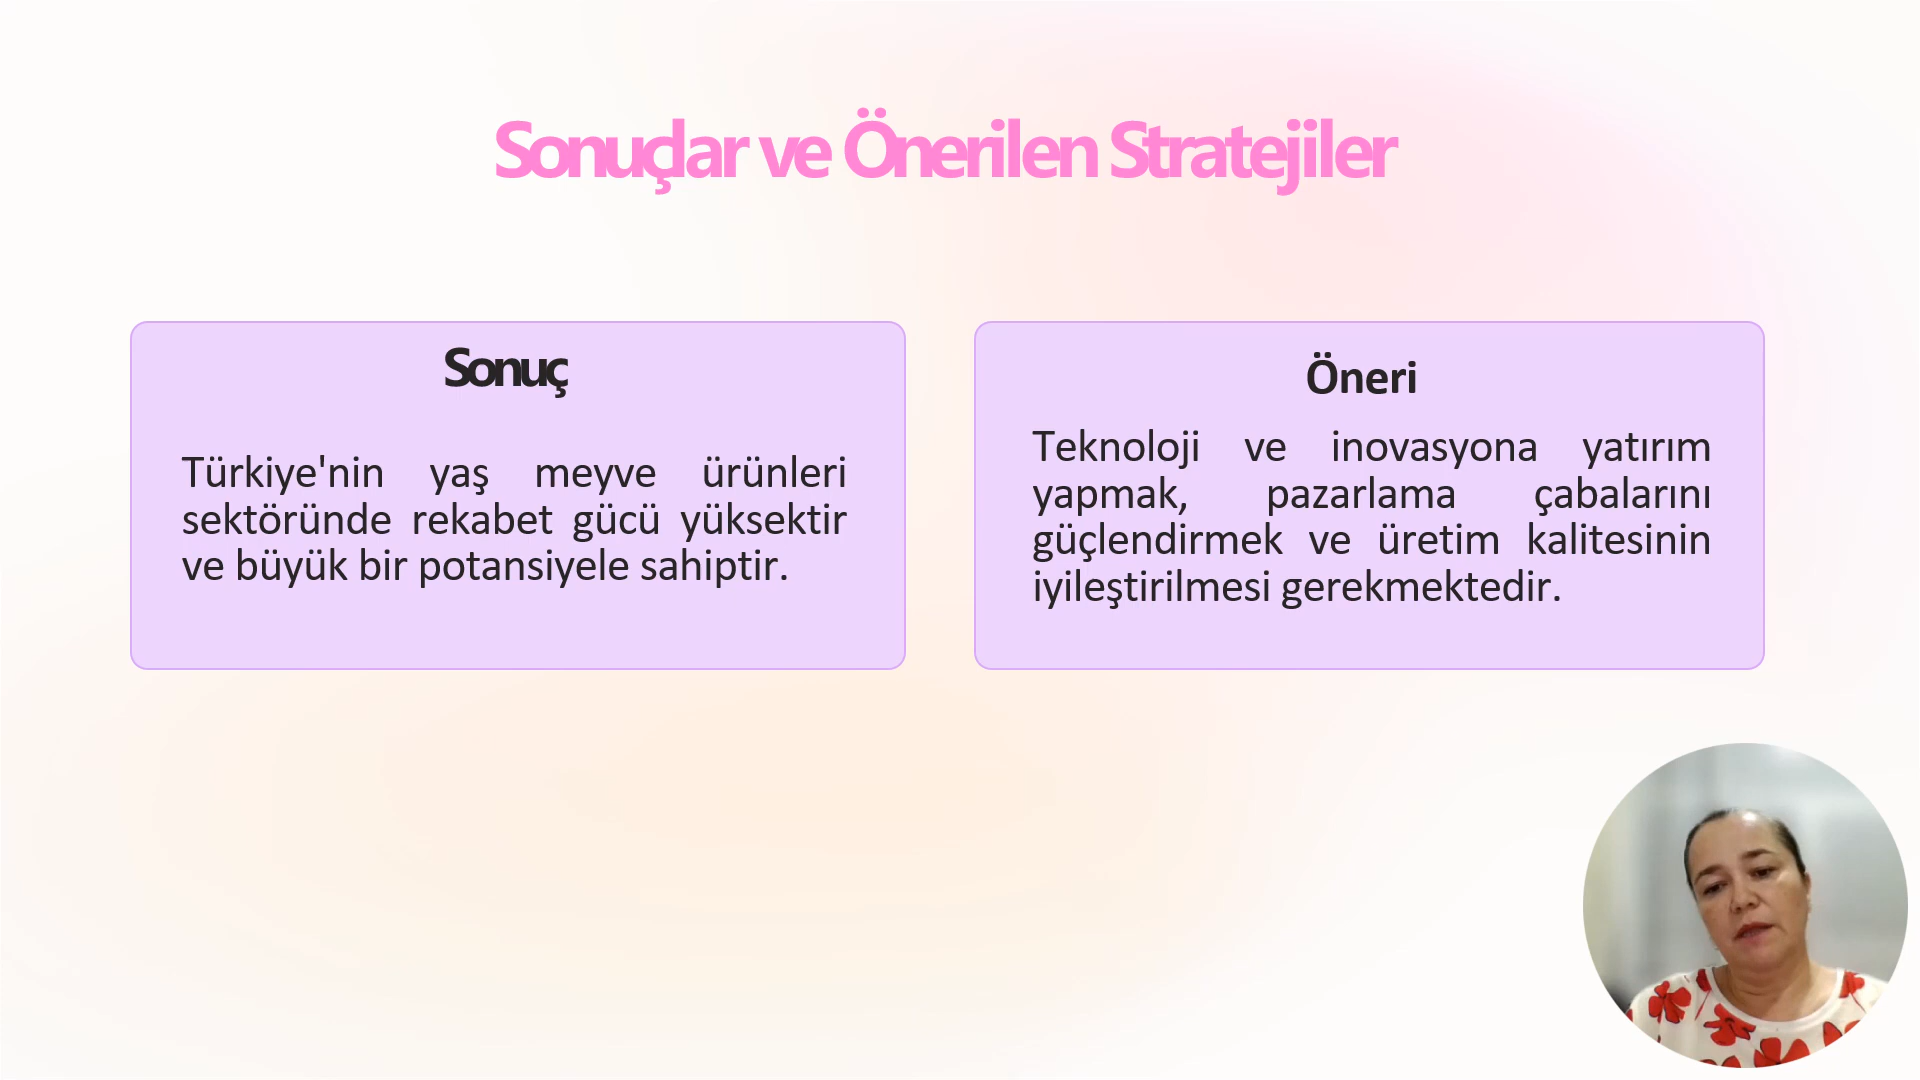 Sonuçlar ve Önerilen Stratejiler
Sonuç
Türkiye'nin yaş meyve ürünleri
sektöründe rekabet gücü yüksektir
ve büyük bir potansiyele sahiptir.
Öneri
Teknoloji ve inovasyona yatırım
yapmak, pazarlama çabalarını
güçlendirmek ve üretim kalitesinin
iyileştirilmesi gerekmektedir.